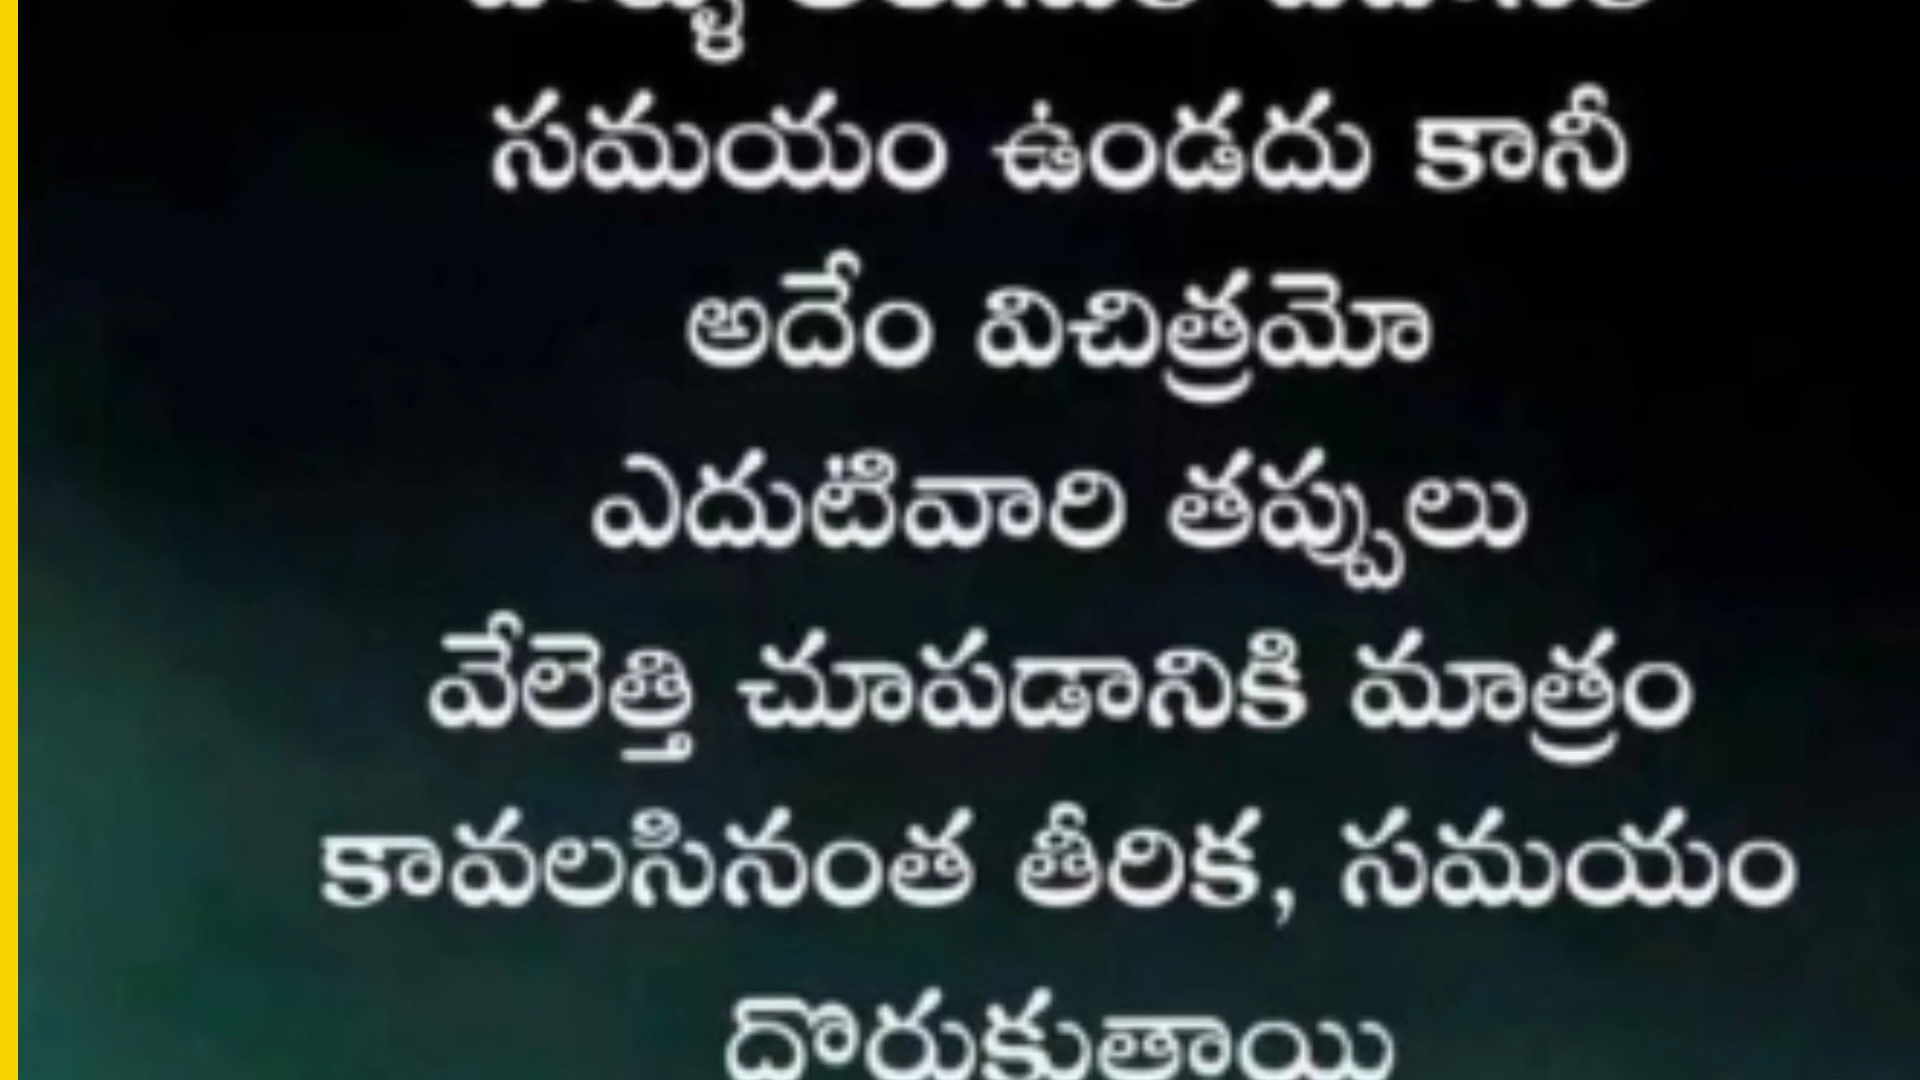 సమయం ఉండదు కానీ
అదేం విచిత్రమో
ఎదుటివారి తప్పులు
వేలెత్తి చూపడానికి మాత్రం
కావలసినంత తీరిక, సమయం
దొరుకుతాయి